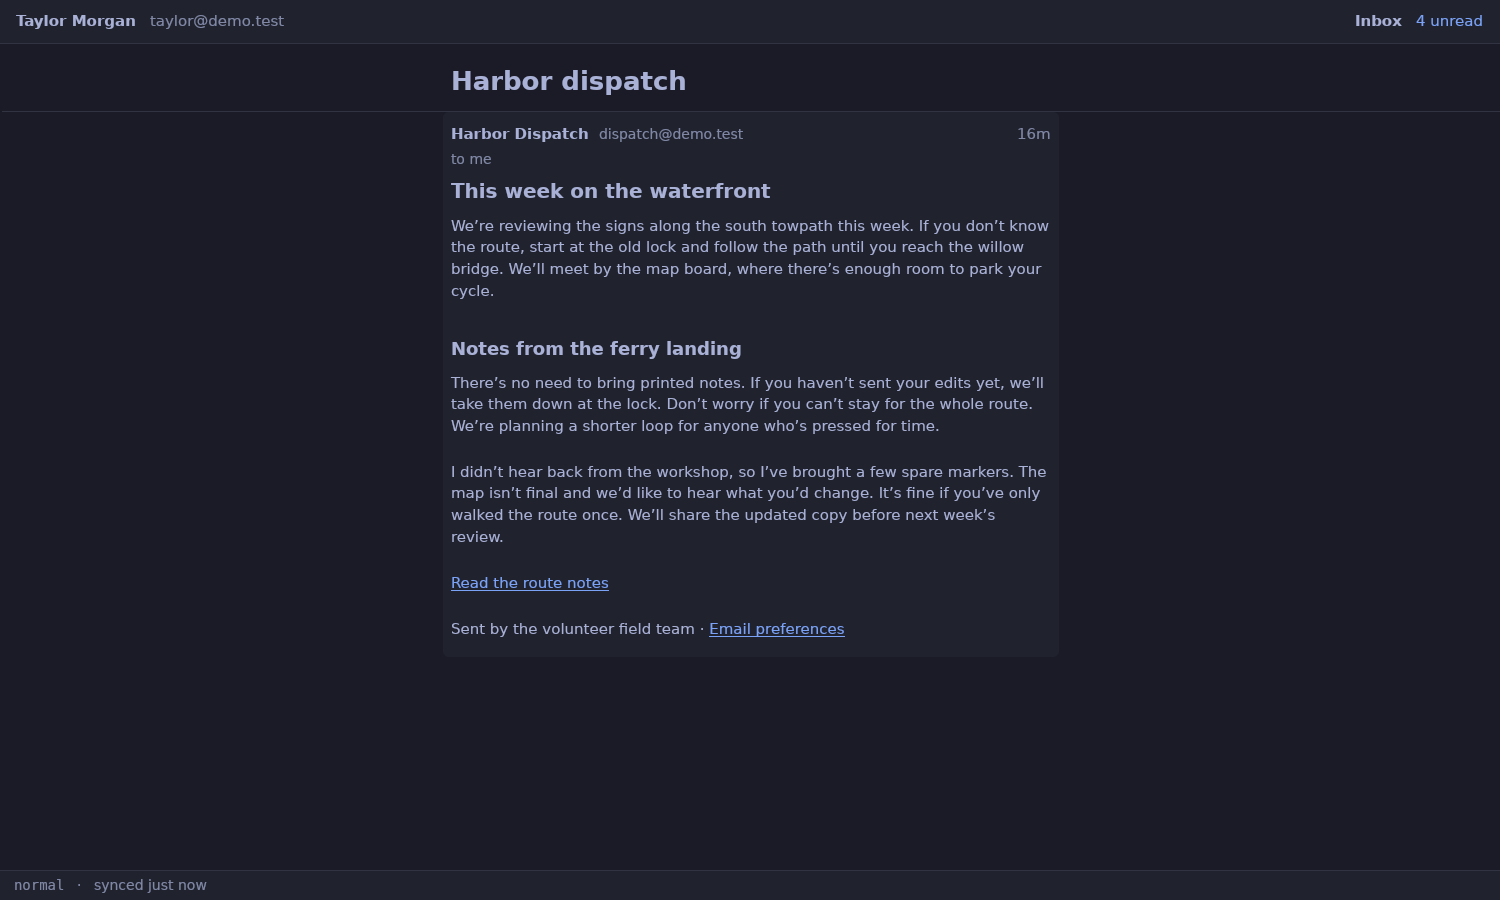 Taylor Morgan taylor@demo.test
Inbox 4 unread
Harbor dispatch
Harbor Dispatch dispatch@demo.test 16m
to me
This week on the waterfront
We’re reviewing the signs along the south towpath this week. If you don’t know
the route, start at the old lock and follow the path until you reach the willow
bridge. We’ll meet by the map board, where there’s enough room to park your
cycle.
Notes from the ferry landing
There’s no need to bring printed notes. If you haven’t sent your edits yet, we’ll
take them down at the lock. Don’t worry if you can’t stay for the whole route.
We’re planning a shorter loop for anyone who’s pressed for time.
I didn’t hear back from the workshop, so I’ve brought a few spare markers. The
map isn’t final and we’d like to hear what you’d change. It’s fine if you’ve only
walked the route once. We’ll share the updated copy before next week’s
review.
Read the route notes
Sent by the volunteer field team · Email preferences
normal · synced just now